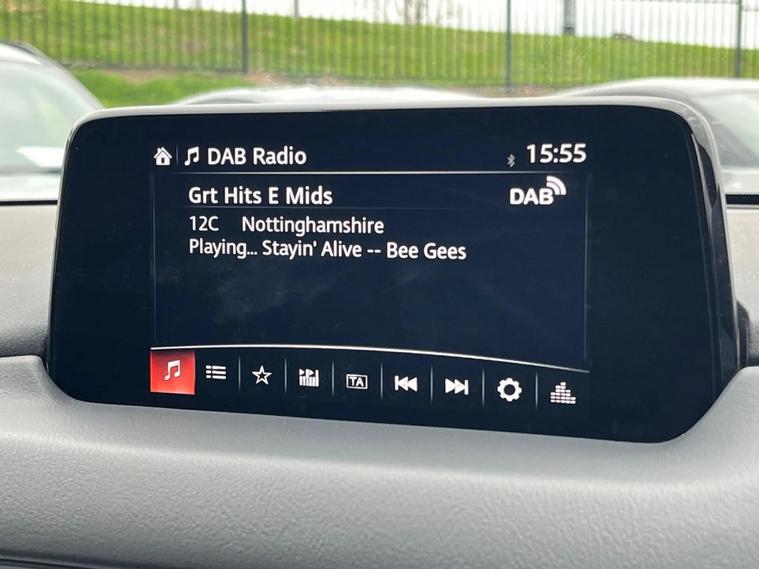 DAB Radio 15:55
Grt Hits E Mids DAB
12C Nottinghamshire
Playing... Stayin' Alive -- Bee Gees
TA